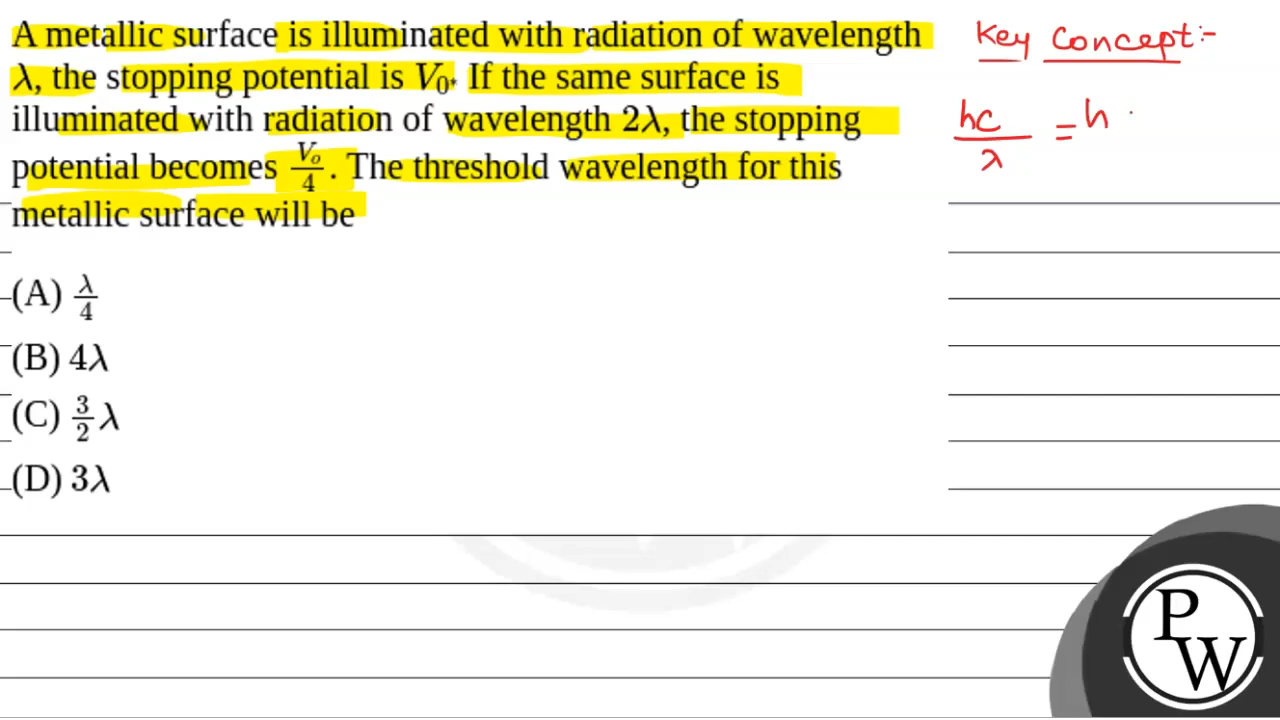 A metallic surface is illuminated with radiation of wavelength
λ, the stopping potential is V₀. If the same surface is
illuminated with radiation of wavelength 2λ, the stopping
potential becomes V₀/4. The threshold wavelength for this
metallic surface will be
(A) λ/4
(B) 4λ
(C) 3/2 λ
(D) 3λ
Key Concept:-
hc/λ = h
PW